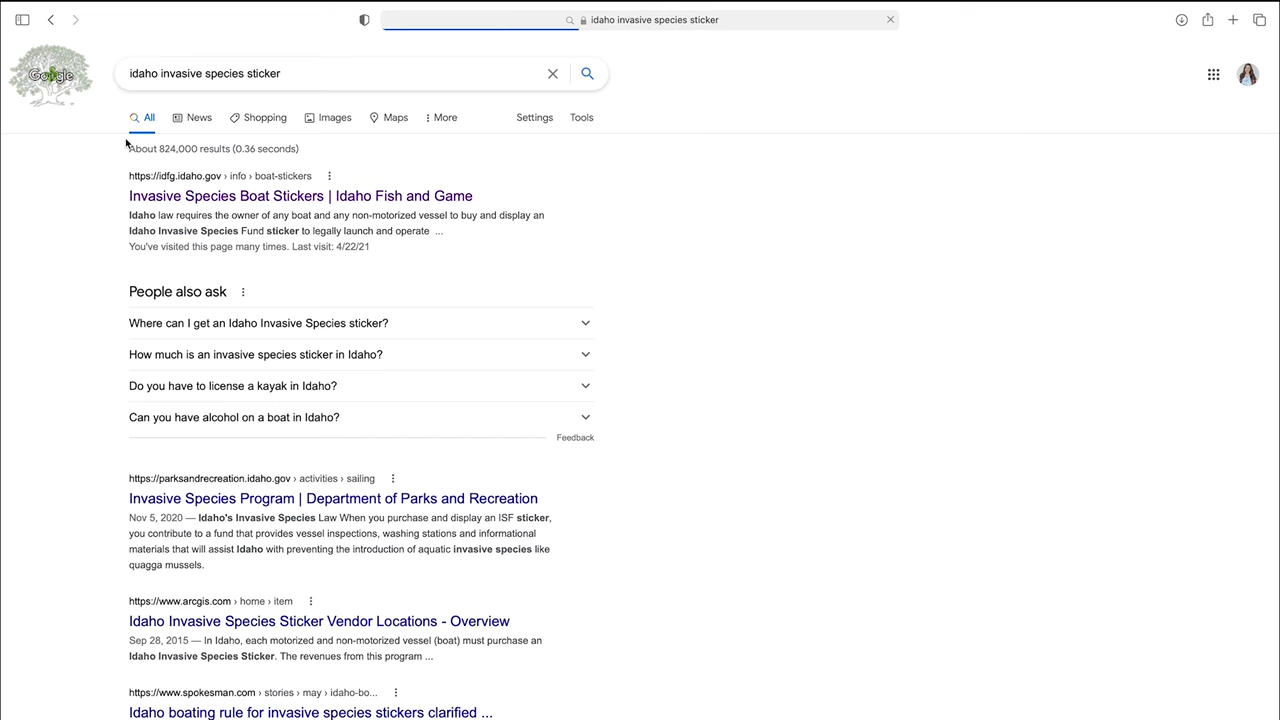 idaho invasive species sticker
Google
idaho invasive species sticker
All News Shopping Images Maps More Settings Tools
About 824,000 results (0.36 seconds)
https://idfg.idaho.gov › info › boat-stickers
Invasive Species Boat Stickers | Idaho Fish and Game
Idaho law requires the owner of any boat and any non-motorized vessel to buy and display an
Idaho Invasive Species Fund sticker to legally launch and operate ...
You've visited this page many times. Last visit: 4/22/21
People also ask
Where can I get an Idaho Invasive Species sticker?
How much is an invasive species sticker in Idaho?
Do you have to license a kayak in Idaho?
Can you have alcohol on a boat in Idaho?
Feedback
https://parksandrecreation.idaho.gov › activities › sailing
Invasive Species Program | Department of Parks and Recreation
Nov 5, 2020 — Idaho's Invasive Species Law When you purchase and display an ISF sticker,
you contribute to a fund that provides vessel inspections, washing stations and informational
materials that will assist Idaho with preventing the introduction of aquatic invasive species like
quagga mussels.
https://www.arcgis.com › home › item
Idaho Invasive Species Sticker Vendor Locations - Overview
Sep 28, 2015 — In Idaho, each motorized and non-motorized vessel (boat) must purchase an
Idaho Invasive Species Sticker. The revenues from this program ...
https://www.spokesman.com › stories › may › idaho-bo...
Idaho boating rule for invasive species stickers clarified ...